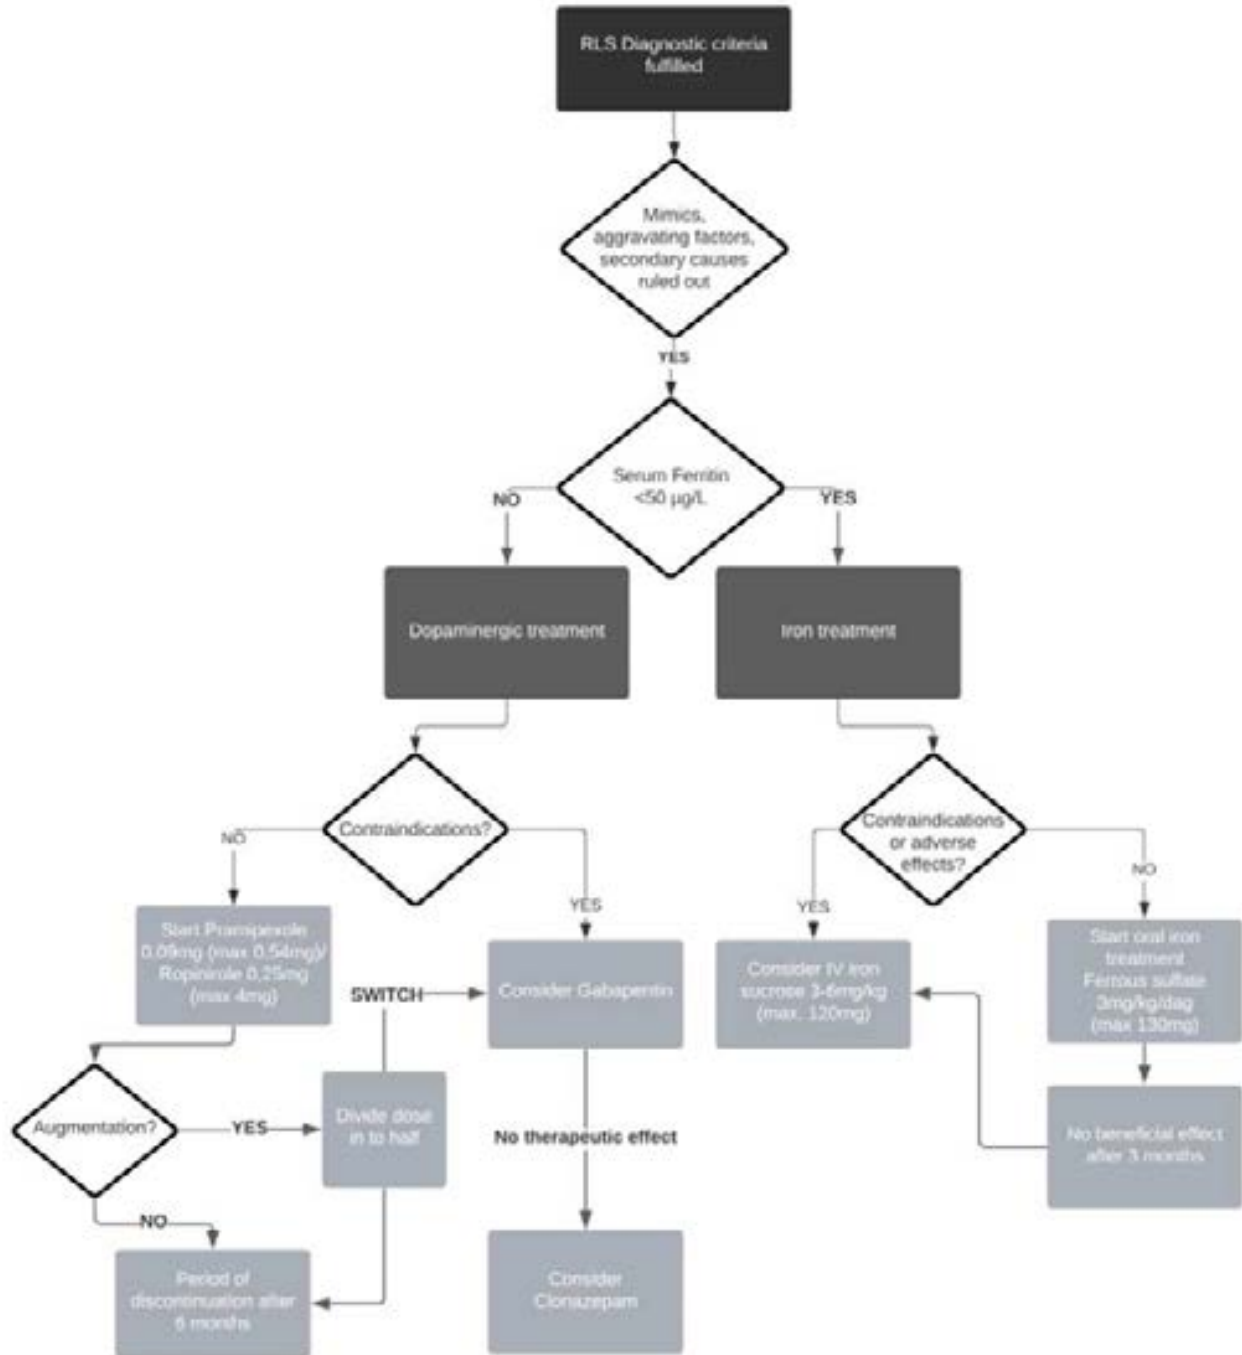 RLS Diagnostic criteria
fulfilled
Mimics,
aggravating factors,
secondary causes
ruled out
YES
Serum Ferritin
<50 µg/L
NO
YES
Dopaminergic treatment
Iron treatment
Contraindications?
Contraindications
or adverse
effects?
NO
YES
YES
NO
Start Pramipexole
0.09mg (max 0.54mg)/
Ropinirole 0.25mg
(max 4mg)
SWITCH
Consider Gabapentin
Consider IV iron
sucrose 3-6mg/kg
(max. 120mg)
Start oral iron
treatment
Ferrous sulfate
3mg/kg/dag
(max 130mg)
Augmentation?
YES
Divide dose
in to half
No therapeutic effect
No beneficial effect
after 3 months
NO
Period of
discontinuation after
6 months
Consider
Clonazepam